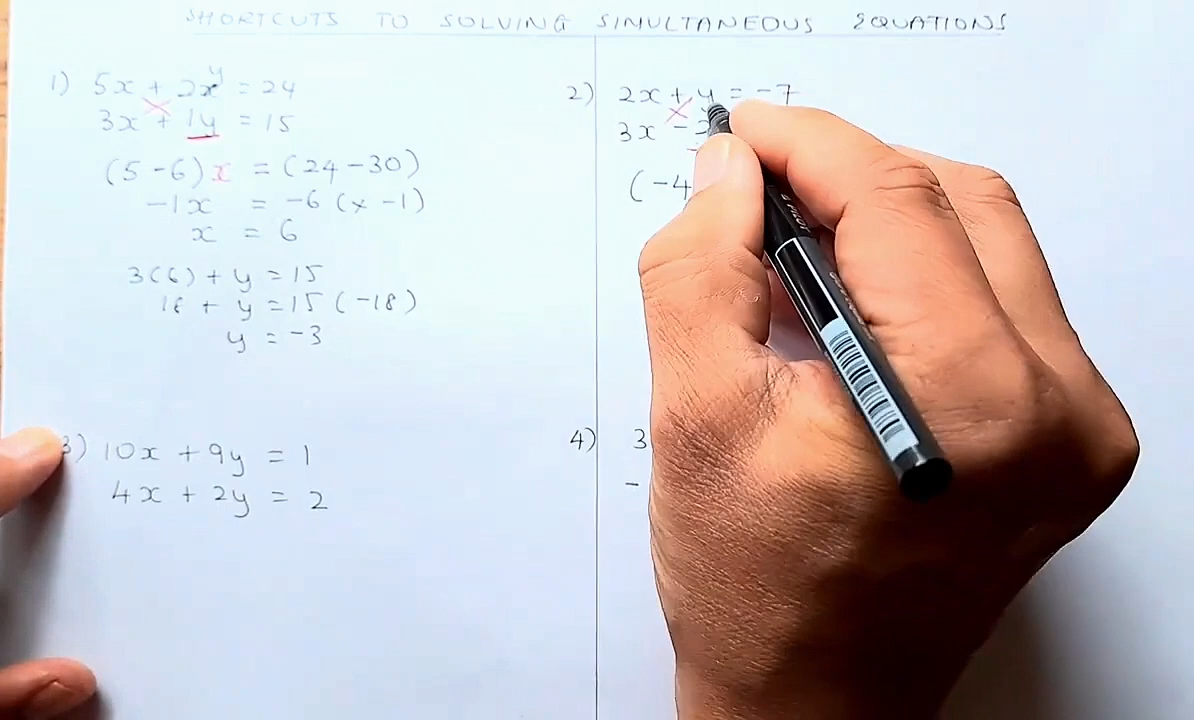 SHORTCUTS TO SOLVING SIMULTANEOUS EQUATIONS
1) 5x + 2y = 24
3x + 1y = 15
(5 - 6)x = (24 - 30)
-1x = -6 (x -1)
x = 6
3(6) + y = 15
18 + y = 15 (-18)
y = -3
2) 2x + y = -7
3x -
(-4
3) 10x + 9y = 1
4x + 2y = 2
4) 3
-
PILOT